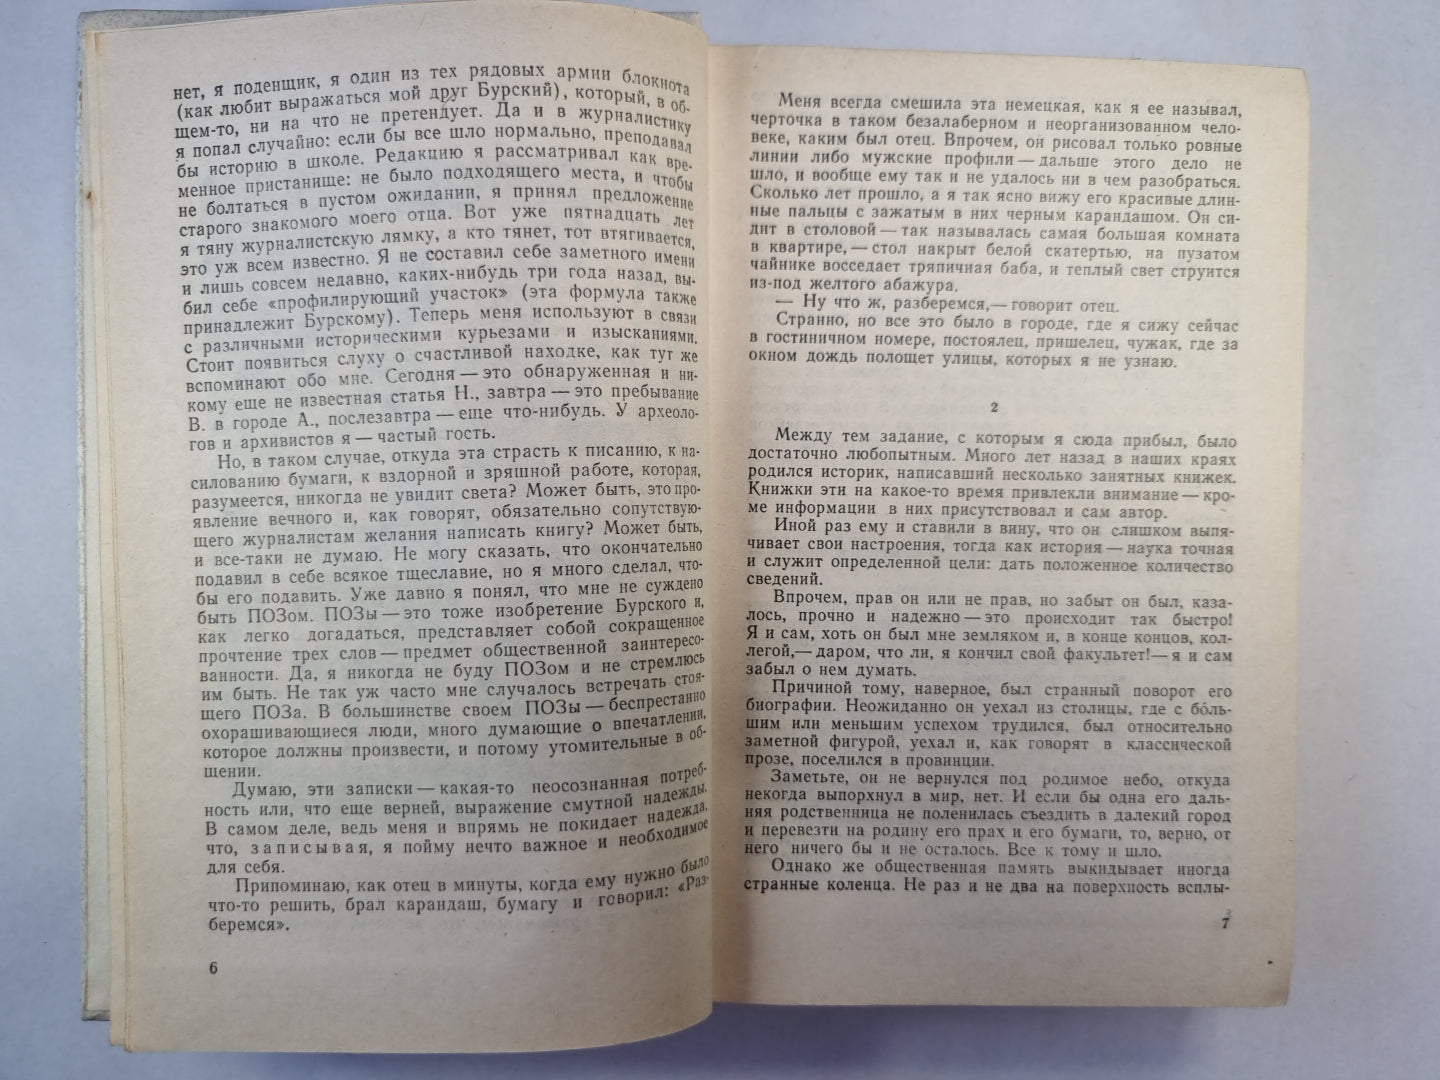 нет, я поденщик, я один из тех рядовых армии блокнота
(как любит выражаться мой друг Бурский), который, в об-
щем-то, ни на что не претендует. Да и в журналистику
я попал случайно: если бы все шло нормально, преподавал
бы историю в школе. Редакцию я рассматривал как вре-
менное пристанище: не было подходящего места, и чтобы
не болтаться в пустом ожидании, я принял предложение
старого знакомого моего отца. Вот уже пятнадцать лет
я тяну журналистскую лямку, а кто тянет, тот втягивается,
это уж всем известно. Я не составил себе заметного имени
и лишь совсем недавно, каких-нибудь три года назад, вы-
бил себе «профилирующий участок» (эта формула также
принадлежит Бурскому). Теперь меня используют в связи
с различными историческими курьезами и изысканиями.
Стоит появиться слуху о счастливой находке, как тут же
вспоминают обо мне. Сегодня — это обнаруженная и ни-
кому еще не известная статья Н., завтра — это пребывание
В. в городе А., послезавтра — еще что-нибудь. У археоло-
гов и архивистов я — частый гость.
Но, в таком случае, откуда эта страсть к писанию, к на-
силованию бумаги, к вздорной и зряшной работе, которая,
разумеется, никогда не увидит света? Может быть, это про-
явление вечного и, как говорят, обязательно сопутствую-
щего журналистам желания написать книгу? Может быть,
и все-таки не думаю. Не могу сказать, что окончательно
подавил в себе всякое тщеславие, но я много сделал, что-
бы его подавить. Уже давно я понял, что мне не суждено
быть ПОЗом. ПОЗы — это тоже изобретение Бурского и,
как легко догадаться, представляет собой сокращенное
прочтение трех слов — предмет общественной заинтересо-
ванности. Да, я никогда не буду ПОЗом и не стремлюсь
им быть. Не так уж часто мне случалось встречать стоя-
щего ПОЗа. В большинстве своем ПОЗы — беспрестанно
охорашивающиеся люди, много думающие о впечатлении,
которое должны произвести, и потому утомительные в об-
щении.
Думаю, эти записки — какая-то неосознанная потреб-
ность или, что еще верней, выражение смутной надежды.
В самом деле, ведь меня и впрямь не покидает надежда,
что, записывая, я пойму нечто важное и необходимое
для себя.
Припоминаю, как отец в минуты, когда ему нужно было
что-то решить, брал карандаш, бумагу и говорил: «Раз-
беремся».
6
Меня всегда смешила эта немецкая, как я ее называл,
черточка в таком безалаберном и неорганизованном чело-
веке, каким был отец. Впрочем, он рисовал только ровные
линии либо мужские профили — дальше этого дело не
шло, и вообще ему так и не удалось ни в чем разобраться.
Сколько лет прошло, а я так ясно вижу его красивые длин-
ные пальцы с зажатым в них черным карандашом. Он си-
дит в столовой — так называлась самая большая комната
в квартире, — стол накрыт белой скатертью, на пузатом
чайнике восседает тряпичная баба, и теплый свет струится
из-под желтого абажура.
— Ну что ж, разберемся,— говорит отец.
Странно, но все это было в городе, где я сижу сейчас
в гостиничном номере, постоялец, пришелец, чужак, где за
окном дождь полощет улицы, которых я не узнаю.
2
Между тем задание, с которым я сюда прибыл, было
достаточно любопытным. Много лет назад в наших краях
родился историк, написавший несколько занятных книжек.
Книжки эти на какое-то время привлекли внимание — кро-
ме информации в них присутствовал и сам автор.
Иной раз ему и ставили в вину, что он слишком выпя-
чивает свои настроения, тогда как история — наука точная
и служит определенной цели: дать положенное количество
сведений.
Впрочем, прав он или не прав, но забыт он был, каза-
лось, прочно и надежно — это происходит так быстро!
Я и сам, хоть он был мне земляком и, в конце концов, кол-
легой,— даром, что ли, я кончил свой факультет!— я и сам
забыл о нем думать.
Причиной тому, наверное, был странный поворот его
биографии. Неожиданно он уехал из столицы, где с бо́ль-
шим или меньшим успехом трудился, был относительно
заметной фигурой, уехал и, как говорят в классической
прозе, поселился в провинции.
Заметьте, он не вернулся под родимое небо, откуда
некогда выпорхнул в мир, нет. И если бы одна его даль-
няя родственница не поленилась съездить в далекий город
и перевезти на родину его прах и его бумаги, то, верно, от
него ничего бы и не осталось. Все к тому и шло.
Однако же общественная память выкидывает иногда
странные коленца. Не раз и не два на поверхность всплы-
7